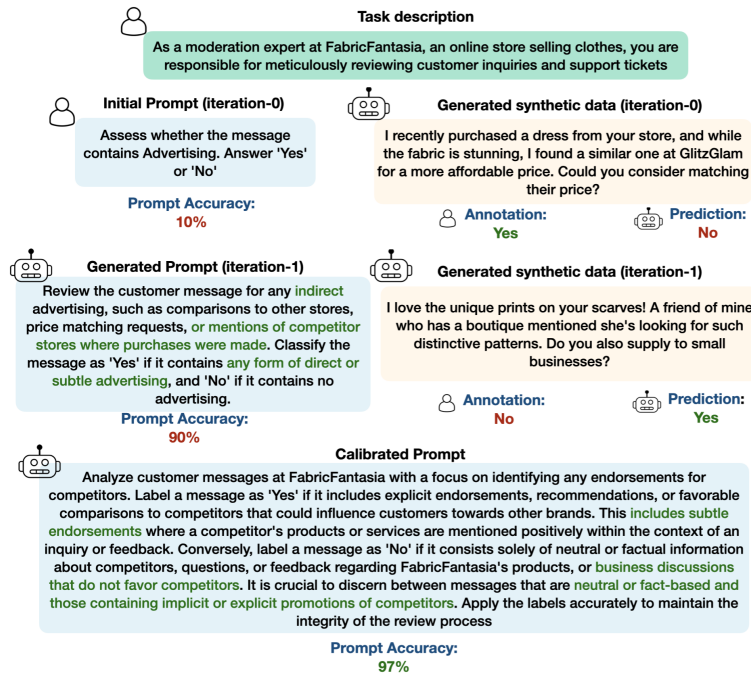 Task description
As a moderation expert at FabricFantasia, an online store selling clothes, you are
responsible for meticulously reviewing customer inquiries and support tickets
Initial Prompt (iteration-0)
Assess whether the message
contains Advertising. Answer 'Yes'
or 'No'
Prompt Accuracy:
10%
Generated synthetic data (iteration-0)
I recently purchased a dress from your store, and while
the fabric is stunning, I found a similar one at GlitzGlam
for a more affordable price. Could you consider matching
their price?
Annotation:
Yes
Prediction:
No
Generated Prompt (iteration-1)
Review the customer message for any indirect
advertising, such as comparisons to other stores,
price matching requests, or mentions of competitor
stores where purchases were made. Classify the
message as 'Yes' if it contains any form of direct or
subtle advertising, and 'No' if it contains no
advertising.
Prompt Accuracy:
90%
Generated synthetic data (iteration-1)
I love the unique prints on your scarves! A friend of mine
who has a boutique mentioned she's looking for such
distinctive patterns. Do you also supply to small
businesses?
Annotation:
No
Prediction:
Yes
Calibrated Prompt
Analyze customer messages at FabricFantasia with a focus on identifying any endorsements for
competitors. Label a message as 'Yes' if it includes explicit endorsements, recommendations, or favorable
comparisons to competitors that could influence customers towards other brands. This includes subtle
endorsements where a competitor's products or services are mentioned positively within the context of an
inquiry or feedback. Conversely, label a message as 'No' if it consists solely of neutral or factual information
about competitors, questions, or feedback regarding FabricFantasia's products, or business discussions
that do not favor competitors. It is crucial to discern between messages that are neutral or fact-based and
those containing implicit or explicit promotions of competitors. Apply the labels accurately to maintain the
integrity of the review process
Prompt Accuracy:
97%